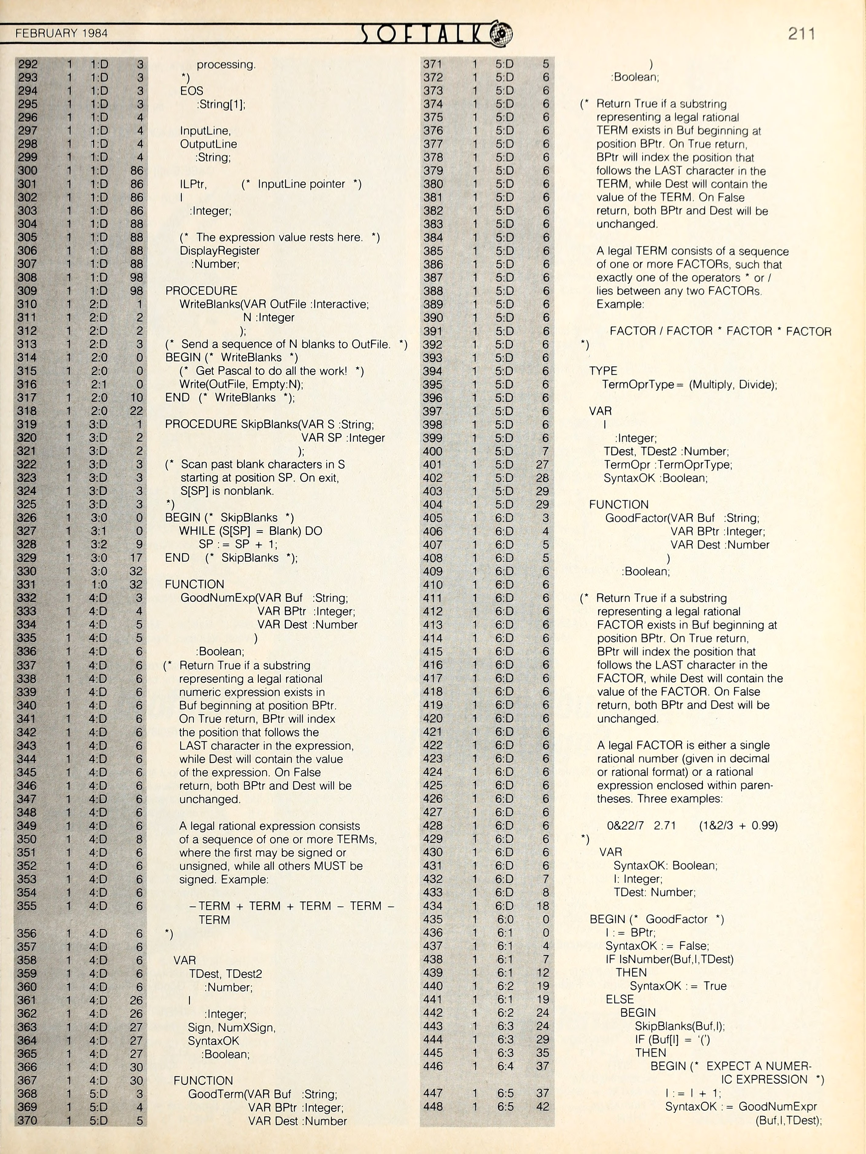 FEBRUARY 1984
SOFTALK
211
292 1 1:D 3 processing.
293 1 1:D 3 *)
294 1 1:D 3 EOS
295 1 1:D 3 :String[1];
296 1 1:D 4
297 1 1:D 4 InputLine,
298 1 1:D 4 OutputLine
299 1 1:D 4 :String;
300 1 1:D 86
301 1 1:D 86 ILPtr, (* InputLine pointer *)
302 1 1:D 86 I
303 1 1:D 86 :Integer;
304 1 1:D 88
305 1 1:D 88 (* The expression value rests here. *)
306 1 1:D 88 DisplayRegister
307 1 1:D 88 :Number;
308 1 1:D 98
309 1 1:D 98 PROCEDURE
310 1 2:D 1 WriteBlanks(VAR OutFile :Interactive;
311 1 2:D 2 N :Integer
312 1 2:D 2 );
313 1 2:D 3 (* Send a sequence of N blanks to OutFile. *)
314 1 2:0 0 BEGIN (* WriteBlanks *)
315 1 2:0 0 (* Get Pascal to do all the work! *)
316 1 2:1 0 Write(OutFile, Empty:N);
317 1 2:0 10 END (* WriteBlanks *);
318 1 2:0 22
319 1 3:D 1 PROCEDURE SkipBlanks(VAR S :String;
320 1 3:D 2 VAR SP :Integer
321 1 3:D 2 );
322 1 3:D 3 (* Scan past blank characters in S
323 1 3:D 3 starting at position SP. On exit,
324 1 3:D 3 S[SP] is nonblank.
325 1 3:D 3 *)
326 1 3:0 0 BEGIN (* SkipBlanks *)
327 1 3:1 0 WHILE (S[SP] = Blank) DO
328 1 3:2 9 SP := SP + 1;
329 1 3:0 17 END (* SkipBlanks *);
330 1 3:0 32
331 1 1:0 32 FUNCTION
332 1 4:D 3 GoodNumExp(VAR Buf :String;
333 1 4:D 4 VAR BPtr :Integer;
334 1 4:D 5 VAR Dest :Number
335 1 4:D 5 )
336 1 4:D 6 :Boolean;
337 1 4:D 6 (* Return True if a substring
338 1 4:D 6 representing a legal rational
339 1 4:D 6 numeric expression exists in
340 1 4:D 6 Buf beginning at position BPtr.
341 1 4:D 6 On True return, BPtr will index
342 1 4:D 6 the position that follows the
343 1 4:D 6 LAST character in the expression,
344 1 4:D 6 while Dest will contain the value
345 1 4:D 6 of the expression. On False
346 1 4:D 6 return, both BPtr and Dest will be
347 1 4:D 6 unchanged.
348 1 4:D 6
349 1 4:D 6 A legal rational expression consists
350 1 4:D 8 of a sequence of one or more TERMs,
351 1 4:D 6 where the first may be signed or
352 1 4:D 6 unsigned, while all others MUST be
353 1 4:D 6 signed. Example:
354 1 4:D 6
355 1 4:D 6 –TERM + TERM + TERM – TERM –
TERM
356 1 4:D 6 *)
357 1 4:D 6
358 1 4:D 6 VAR
359 1 4:D 6 TDest, TDest2
360 1 4:D 6 :Number;
361 1 4:D 26 I
362 1 4:D 26 :Integer;
363 1 4:D 27 Sign, NumXSign,
364 1 4:D 27 SyntaxOK
365 1 4:D 27 :Boolean;
366 1 4:D 30
367 1 4:D 30 FUNCTION
368 1 5:D 3 GoodTerm(VAR Buf :String;
369 1 5:D 4 VAR BPtr :Integer;
370 1 5:D 5 VAR Dest :Number
371 1 5:D 5 )
372 1 5:D 6 :Boolean;
373 1 5:D 6
374 1 5:D 6 (* Return True if a substring
375 1 5:D 6 representing a legal rational
376 1 5:D 6 TERM exists in Buf beginning at
377 1 5:D 6 position BPtr. On True return,
378 1 5:D 6 BPtr will index the position that
379 1 5:D 6 follows the LAST character in the
380 1 5:D 6 TERM, while Dest will contain the
381 1 5:D 6 value of the TERM. On False
382 1 5:D 6 return, both BPtr and Dest will be
383 1 5:D 6 unchanged.
384 1 5:D 6
385 1 5:D 6 A legal TERM consists of a sequence
386 1 5:D 6 of one or more FACTORs, such that
387 1 5:D 6 exactly one of the operators * or /
388 1 5:D 6 lies between any two FACTORs.
389 1 5:D 6 Example:
390 1 5:D 6
391 1 5:D 6 FACTOR / FACTOR * FACTOR * FACTOR
392 1 5:D 6 *)
393 1 5:D 6
394 1 5:D 6 TYPE
395 1 5:D 6 TermOprType = (Multiply, Divide);
396 1 5:D 6
397 1 5:D 6 VAR
398 1 5:D 6 I
399 1 5:D 6 :Integer;
400 1 5:D 7 TDest, TDest2 :Number;
401 1 5:D 27 TermOpr :TermOprType;
402 1 5:D 28 SyntaxOK :Boolean;
403 1 5:D 29
404 1 5:D 29 FUNCTION
405 1 6:D 3 GoodFactor(VAR Buf :String;
406 1 6:D 4 VAR BPtr :Integer;
407 1 6:D 5 VAR Dest :Number
408 1 6:D 5 )
409 1 6:D 6 :Boolean;
410 1 6:D 6
411 1 6:D 6 (* Return True if a substring
412 1 6:D 6 representing a legal rational
413 1 6:D 6 FACTOR exists in Buf beginning at
414 1 6:D 6 position BPtr. On True return,
415 1 6:D 6 BPtr will index the position that
416 1 6:D 6 follows the LAST character in the
417 1 6:D 6 FACTOR, while Dest will contain the
418 1 6:D 6 value of the FACTOR. On False
419 1 6:D 6 return, both BPtr and Dest will be
420 1 6:D 6 unchanged.
421 1 6:D 6
422 1 6:D 6 A legal FACTOR is either a single
423 1 6:D 6 rational number (given in decimal
424 1 6:D 6 or rational format) or a rational
425 1 6:D 6 expression enclosed within paren-
426 1 6:D 6 theses. Three examples:
427 1 6:D 6
428 1 6:D 6 0&22/7 2.71 (1&2/3 + 0.99)
429 1 6:D 6 *)
430 1 6:D 6 VAR
431 1 6:D 6 SyntaxOK: Boolean;
432 1 6:D 7 I: Integer;
433 1 6:D 8 TDest: Number;
434 1 6:D 18
435 1 6:0 0 BEGIN (* GoodFactor *)
436 1 6:1 0 I := BPtr;
437 1 6:1 4 SyntaxOK := False;
438 1 6:1 7 IF IsNumber(Buf,I,TDest)
439 1 6:1 12 THEN
440 1 6:2 19 SyntaxOK := True
441 1 6:1 19 ELSE
442 1 6:2 24 BEGIN
443 1 6:3 24 SkipBlanks(Buf,I);
444 1 6:3 29 IF (Buf[I] = '(')
445 1 6:3 35 THEN
446 1 6:4 37 BEGIN (* EXPECT A NUMER-
IC EXPRESSION *)
447 1 6:5 37 I := I + 1;
448 1 6:5 42 SyntaxOK := GoodNumExpr
(Buf,I,TDest);